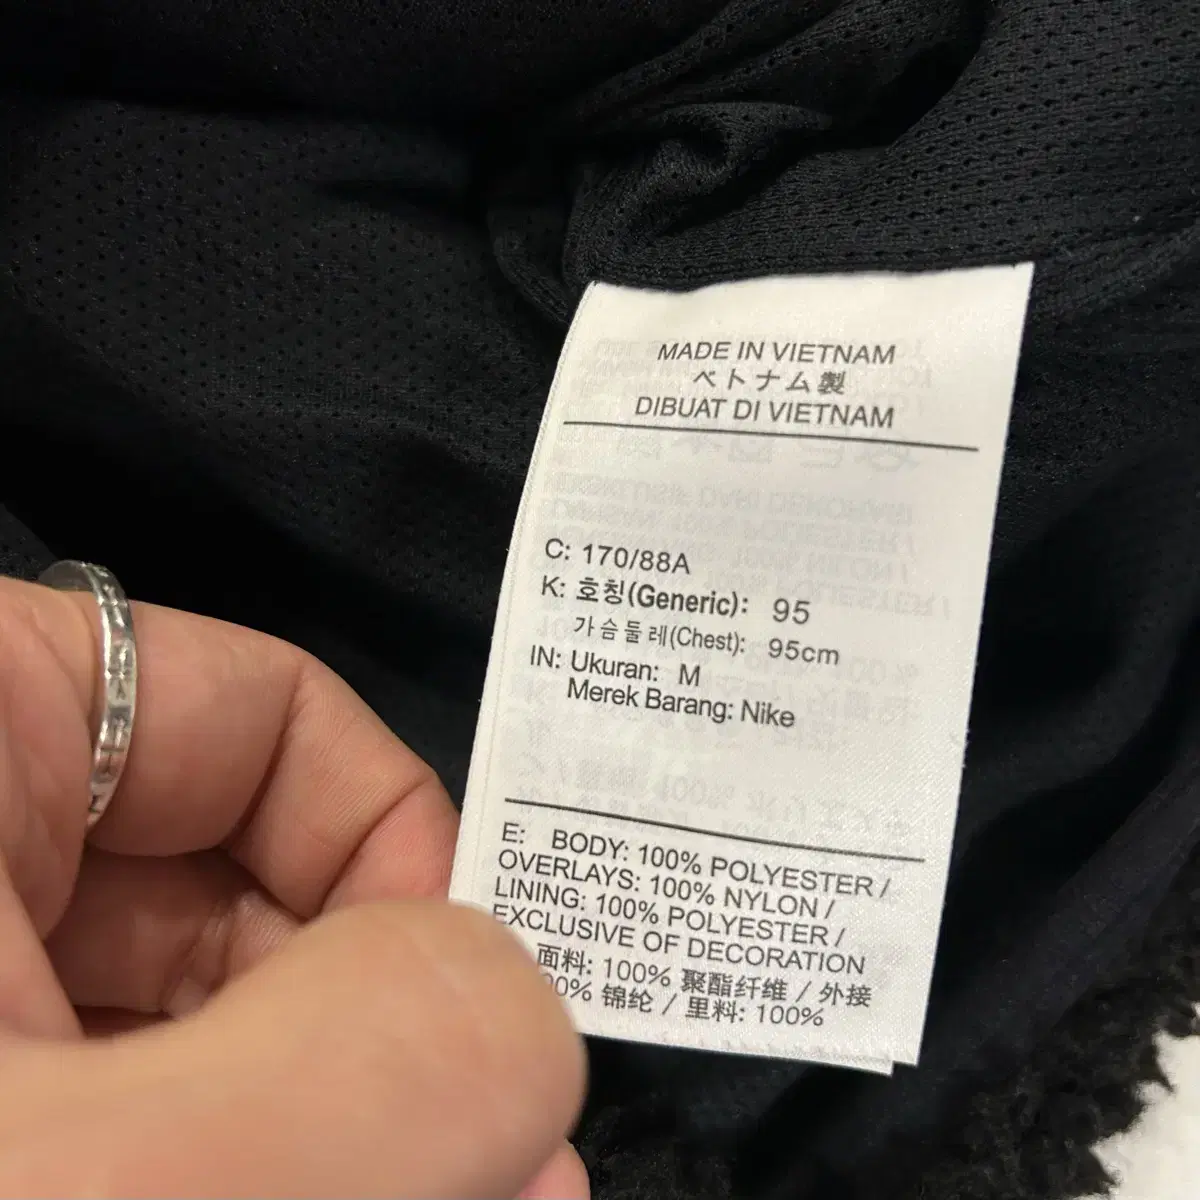 MADE IN VIETNAM
ベトナム製
DIBUAT DI VIETNAM
C: 170/88A
K: 호칭(Generic): 95
가슴둘레(Chest): 95cm
IN: Ukuran: M
Merek Barang: Nike
E: BODY: 100% POLYESTER /
OVERLAYS: 100% NYLON /
LINING: 100% POLYESTER /
EXCLUSIVE OF DECORATION
面料: 100% 聚酯纤维 / 外接
00% 锦纶 / 里料: 100%